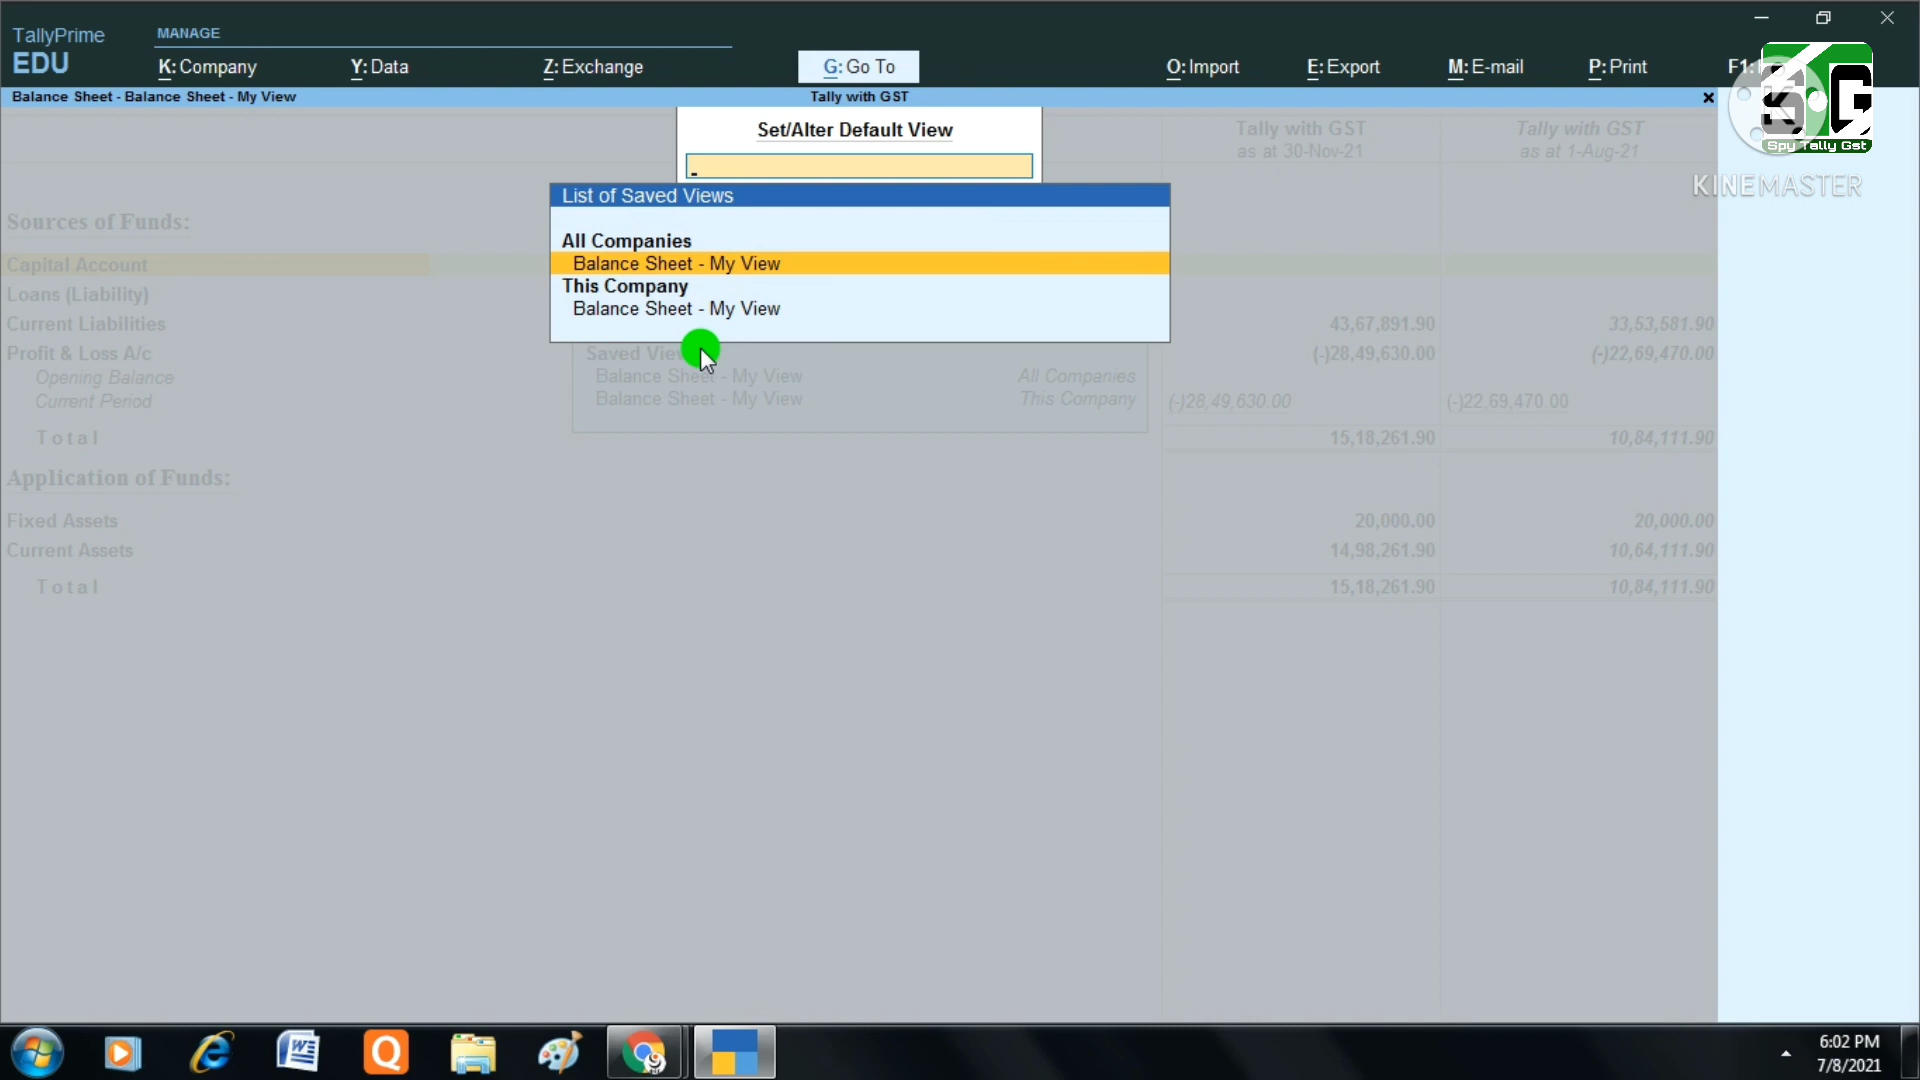 TallyPrime
EDU
MANAGE
K: Company
Y: Data
Z: Exchange
G: Go To
O: Import
E: Export
M: E-mail
P: Print
F1:
Balance Sheet - Balance Sheet - My View
Tally with GST
Set/Alter Default View
List of Saved Views
All Companies
Balance Sheet - My View
This Company
Balance Sheet - My View
SG
Spy Tally Gst
KINEMASTER
Tally with GST
as at 30-Nov-21
Tally with GST
as at 1-Aug-21
Sources of Funds:
Capital Account
Loans (Liability)
Current Liabilities 43,67,891.90 33,53,581.90
Profit & Loss A/c (-)28,49,630.00 (-)22,69,470.00
Opening Balance
Current Period (-)28,49,630.00 (-)22,69,470.00
Total 15,18,261.90 10,84,111.90
Saved
Balance Sheet - My View All Companies
Balance Sheet - My View This Company
Application of Funds:
Fixed Assets 20,000.00 20,000.00
Current Assets 14,98,261.90 10,64,111.90
Total 15,18,261.90 10,84,111.90
6:02 PM
7/8/2021